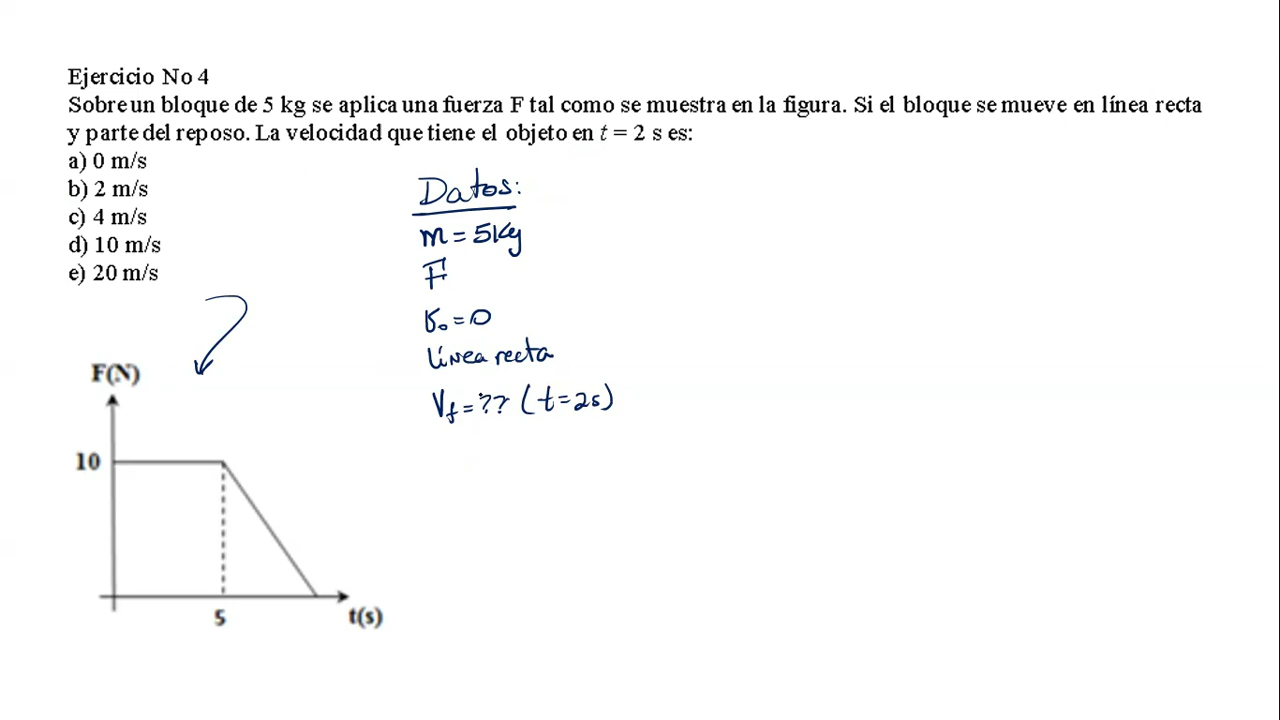 Ejercicio No 4
Sobre un bloque de 5 kg se aplica una fuerza F tal como se muestra en la figura. Si el bloque se mueve en línea recta
y parte del reposo. La velocidad que tiene el objeto en t = 2 s es:
a) 0 m/s
b) 2 m/s
c) 4 m/s
d) 10 m/s
e) 20 m/s
Datos:
m = 5Kg
F
v₀ = 0
línea recta
Vf = ?? (t = 2s)
F(N)
10
5
t(s)